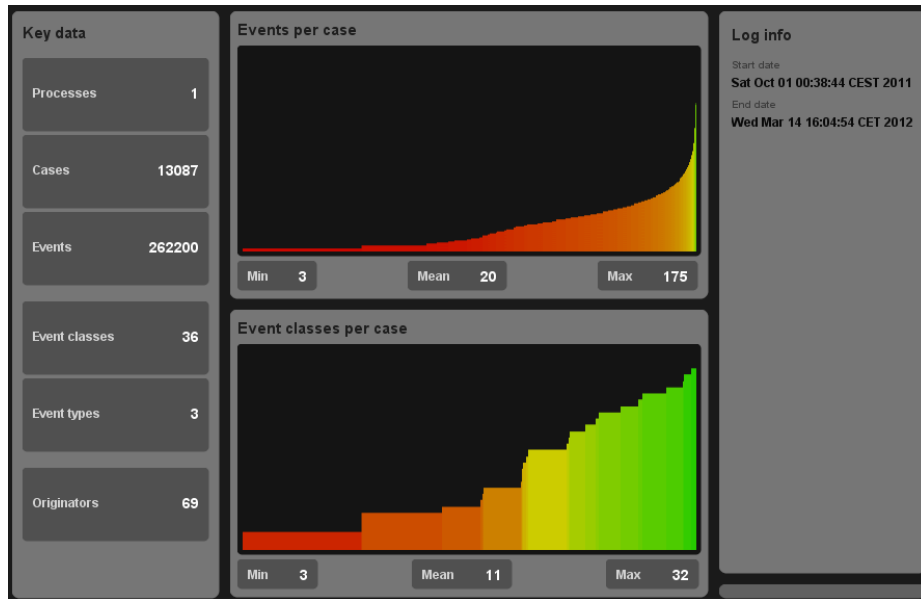 Key data
Processes 1
Cases 13087
Events 262200
Event classes 36
Event types 3
Originators 69
Events per case
Min 3 Mean 20 Max 175
Event classes per case
Min 3 Mean 11 Max 32
Log info
Start date
Sat Oct 01 00:38:44 CEST 2011
End date
Wed Mar 14 16:04:54 CET 2012